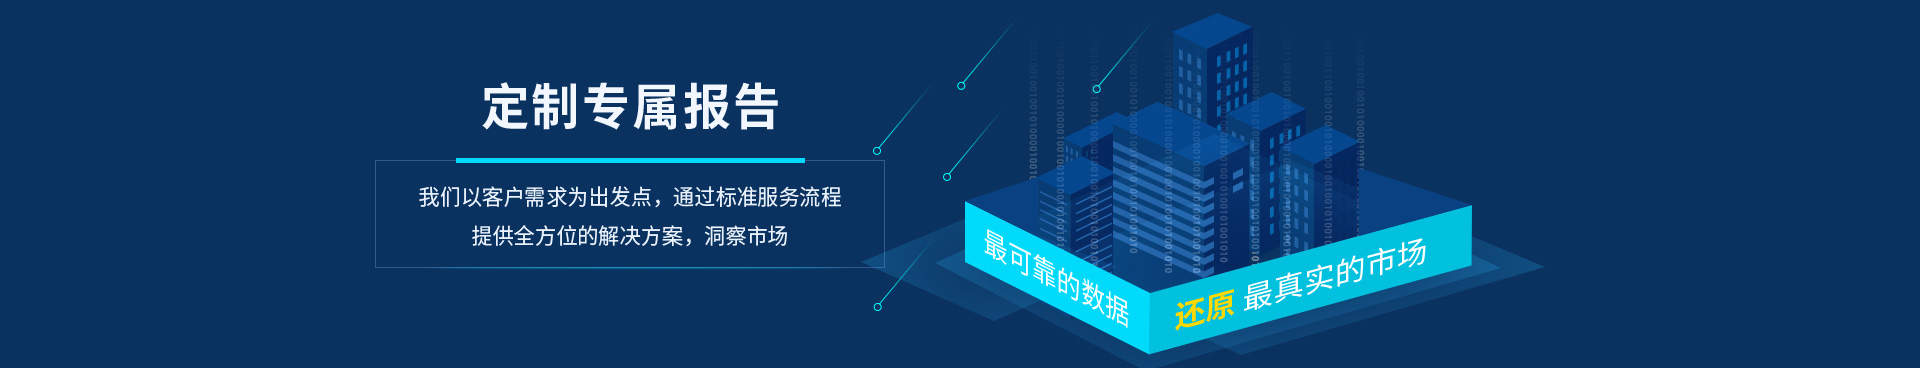 定制专属报告
我们以客户需求为出发点，通过标准服务流程
提供全方位的解决方案，洞察市场
最可靠的数据
还原 最真实的市场